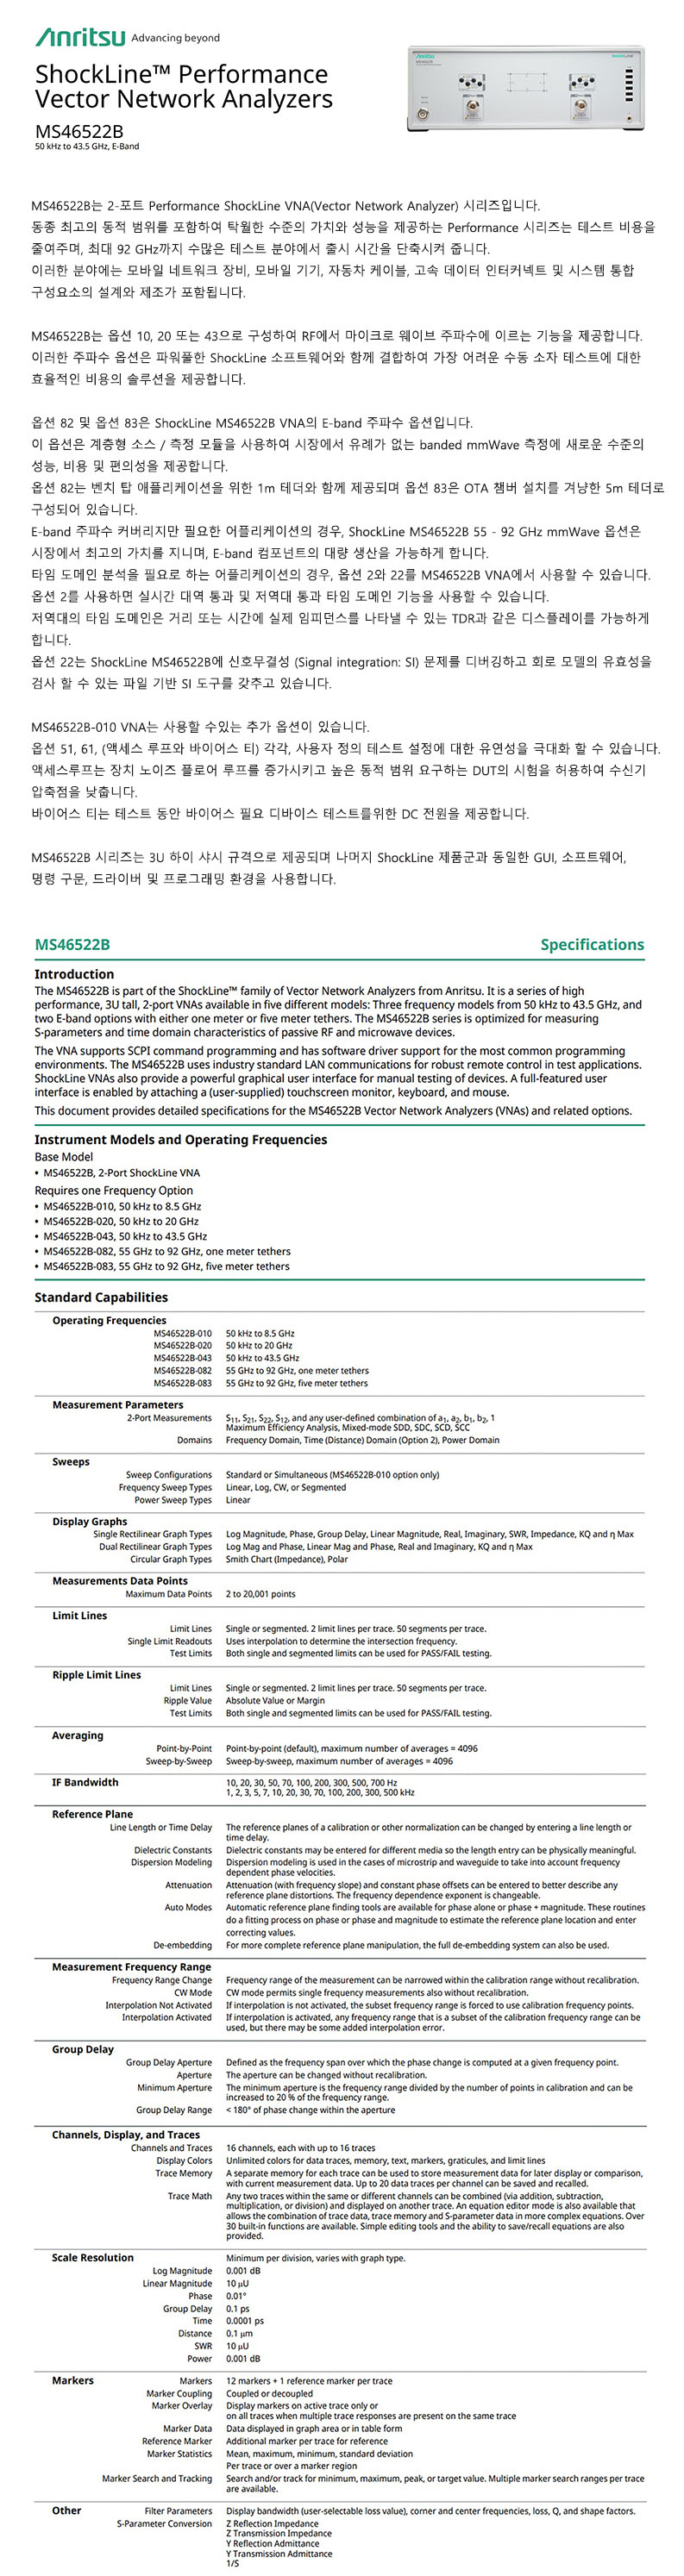 Anritsu Advancing beyond
ShockLine™ Performance
Vector Network Analyzers
MS46522B
50 kHz to 43.5 GHz, E-Band
MS46522B는 2-포트 Performance ShockLine VNA(Vector Network Analyzer) 시리즈입니다.
동종 최고의 동적 범위를 포함하여 탁월한 수준의 가치와 성능을 제공하는 Performance 시리즈는 테스트 비용을
줄여주며, 최대 92 GHz까지 수많은 테스트 분야에서 출시 시간을 단축시켜 줍니다.
이러한 분야에는 모바일 네트워크 장비, 모바일 기기, 자동차 케이블, 고속 데이터 인터커넥트 및 시스템 통합
구성요소의 설계와 제조가 포함됩니다.
MS46522B는 옵션 10, 20 또는 43으로 구성하여 RF에서 마이크로 웨이브 주파수에 이르는 기능을 제공합니다.
이러한 주파수 옵션은 파워풀한 ShockLine 소프트웨어와 함께 결합하여 가장 어려운 수동 소자 테스트에 대한
효율적인 비용의 솔루션을 제공합니다.
옵션 82 및 옵션 83은 ShockLine MS46522B VNA의 E-band 주파수 옵션입니다.
이 옵션은 계층형 소스 / 측정 모듈을 사용하여 시장에서 유례가 없는 banded mmWave 측정에 새로운 수준의
성능, 비용 및 편의성을 제공합니다.
옵션 82는 벤치 탑 애플리케이션을 위한 1m 테더와 함께 제공되며 옵션 83은 OTA 챔버 설치를 겨냥한 5m 테더로
구성되어 있습니다.
E-band 주파수 커버리지만 필요한 어플리케이션의 경우, ShockLine MS46522B 55 - 92 GHz mmWave 옵션은
시장에서 최고의 가치를 지니며, E-band 컴포넌트의 대량 생산을 가능하게 합니다.
타임 도메인 분석을 필요로 하는 어플리케이션의 경우, 옵션 2와 22를 MS46522B VNA에서 사용할 수 있습니다.
옵션 2를 사용하면 실시간 대역 통과 및 저역대 통과 타임 도메인 기능을 사용할 수 있습니다.
저역대의 타임 도메인은 거리 또는 시간에 실제 임피던스를 나타낼 수 있는 TDR과 같은 디스플레이를 가능하게
합니다.
옵션 22는 ShockLine MS46522B에 신호무결성 (Signal integration: SI) 문제를 디버깅하고 회로 모델의 유효성을
검사 할 수 있는 파일 기반 SI 도구를 갖추고 있습니다.
MS46522B-010 VNA는 사용할 수있는 추가 옵션이 있습니다.
옵션 51, 61, (액세스 루프와 바이어스 티) 각각, 사용자 정의 테스트 설정에 대한 유연성을 극대화 할 수 있습니다.
액세스루프는 장치 노이즈 플로어 루프를 증가시키고 높은 동적 범위 요구하는 DUT의 시험을 허용하여 수신기
압축점을 낮춥니다.
바이어스 티는 테스트 동안 바이어스 필요 디바이스 테스트를위한 DC 전원을 제공합니다.
MS46522B 시리즈는 3U 하이 샤시 규격으로 제공되며 나머지 ShockLine 제품군과 동일한 GUI, 소프트웨어,
명령 구문, 드라이버 및 프로그래밍 환경을 사용합니다.
MS46522B Specifications
Introduction
The MS46522B is part of the ShockLine™ family of Vector Network Analyzers from Anritsu. It is a series of high
performance, 3U tall, 2-port VNAs available in five different models: Three frequency models from 50 kHz to 43.5 GHz, and
two E-band options with either one meter or five meter tethers. The MS46522B series is optimized for measuring
S-parameters and time domain characteristics of passive RF and microwave devices.
The VNA supports SCPI command programming and has software driver support for the most common programming
environments. The MS46522B uses industry standard LAN communications for robust remote control in test applications.
ShockLine VNAs also provide a powerful graphical user interface for manual testing of devices. A full-featured user
interface is enabled by attaching a (user-supplied) touchscreen monitor, keyboard, and mouse.
This document provides detailed specifications for the MS46522B Vector Network Analyzers (VNAs) and related options.
Instrument Models and Operating Frequencies
Base Model
• MS46522B, 2-Port ShockLine VNA
Requires one Frequency Option
• MS46522B-010, 50 kHz to 8.5 GHz
• MS46522B-020, 50 kHz to 20 GHz
• MS46522B-043, 50 kHz to 43.5 GHz
• MS46522B-082, 55 GHz to 92 GHz, one meter tethers
• MS46522B-083, 55 GHz to 92 GHz, five meter tethers
Standard Capabilities
Operating Frequencies
MS46522B-010 50 kHz to 8.5 GHz
MS46522B-020 50 kHz to 20 GHz
MS46522B-043 50 kHz to 43.5 GHz
MS46522B-082 55 GHz to 92 GHz, one meter tethers
MS46522B-083 55 GHz to 92 GHz, five meter tethers
Measurement Parameters
2-Port Measurements S11, S21, S22, S12, and any user-defined combination of a1, a2, b1, b2, 1
Maximum Efficiency Analysis, Mixed-mode SDD, SDC, SCD, SCC
Domains Frequency Domain, Time (Distance) Domain (Option 2), Power Domain
Sweeps
Sweep Configurations Standard or Simultaneous (MS46522B-010 option only)
Frequency Sweep Types Linear, Log, CW, or Segmented
Power Sweep Types Linear
Display Graphs
Single Rectilinear Graph Types Log Magnitude, Phase, Group Delay, Linear Magnitude, Real, Imaginary, SWR, Impedance, KQ and η Max
Dual Rectilinear Graph Types Log Mag and Phase, Linear Mag and Phase, Real and Imaginary, KQ and η Max
Circular Graph Types Smith Chart (Impedance), Polar
Measurements Data Points
Maximum Data Points 2 to 20,001 points
Limit Lines
Limit Lines Single or segmented. 2 limit lines per trace. 50 segments per trace.
Single Limit Readouts Uses interpolation to determine the intersection frequency.
Test Limits Both single and segmented limits can be used for PASS/FAIL testing.
Ripple Limit Lines
Limit Lines Single or segmented. 2 limit lines per trace. 50 segments per trace.
Ripple Value Absolute Value or Margin
Test Limits Both single and segmented limits can be used for PASS/FAIL testing.
Averaging
Point-by-Point Point-by-point (default), maximum number of averages = 4096
Sweep-by-Sweep Sweep-by-sweep, maximum number of averages = 4096
IF Bandwidth 10, 20, 30, 50, 70, 100, 200, 300, 500, 700 Hz
1, 2, 3, 5, 7, 10, 20, 30, 70, 100, 200, 300, 500 kHz
Reference Plane
Line Length or Time Delay The reference planes of a calibration or other normalization can be changed by entering a line length or
time delay.
Dielectric Constants Dielectric constants may be entered for different media so the length entry can be physically meaningful.
Dispersion Modeling Dispersion modeling is used in the cases of microstrip and waveguide to take into account frequency
dependent phase velocities.
Attenuation Attenuation (with frequency slope) and constant phase offsets can be entered to better describe any
reference plane distortions. The frequency dependence exponent is changeable.
Auto Modes Automatic reference plane finding tools are available for phase alone or phase + magnitude. These routines
do a fitting process on phase or phase and magnitude to estimate the reference plane location and enter
correcting values.
De-embedding For more complete reference plane manipulation, the full de-embedding system can also be used.
Measurement Frequency Range
Frequency Range Change Frequency range of the measurement can be narrowed within the calibration range without recalibration.
CW Mode CW mode permits single frequency measurements also without recalibration.
Interpolation Not Activated If interpolation is not activated, the subset frequency range is forced to use calibration frequency points.
Interpolation Activated If interpolation is activated, any frequency range that is a subset of the calibration frequency range can be
used, but there may be some added interpolation error.
Group Delay
Group Delay Aperture Defined as the frequency span over which the phase change is computed at a given frequency point.
Aperture The aperture can be changed without recalibration.
Minimum Aperture The minimum aperture is the frequency range divided by the number of points in calibration and can be
increased to 20 % of the frequency range.
Group Delay Range < 180° of phase change within the aperture
Channels, Display, and Traces
Channels and Traces 16 channels, each with up to 16 traces
Display Colors Unlimited colors for data traces, memory, text, markers, graticules, and limit lines
Trace Memory A separate memory for each trace can be used to store measurement data for later display or comparison,
with current measurement data. Up to 20 data traces per channel can be saved and recalled.
Trace Math Any two traces within the same or different channels can be combined (via addition, subtraction,
multiplication, or division) and displayed on another trace. An equation editor mode is also available that
allows the combination of trace data, trace memory and S-parameter data in more complex equations. Over
30 built-in functions are available. Simple editing tools and the ability to save/recall equations are also
provided.
Scale Resolution Minimum per division, varies with graph type.
Log Magnitude 0.001 dB
Linear Magnitude 10 μU
Phase 0.01°
Group Delay 0.1 ps
Time 0.0001 ps
Distance 0.1 μm
SWR 10 μU
Power 0.001 dB
Markers Markers 12 markers + 1 reference marker per trace
Marker Coupling Coupled or decoupled
Marker Overlay Display markers on active trace only or
on all traces when multiple trace responses are present on the same trace
Marker Data Data displayed in graph area or in table form
Reference Marker Additional marker per trace for reference
Marker Statistics Mean, maximum, minimum, standard deviation
Per trace or over a marker region
Marker Search and Tracking Search and/or track for minimum, maximum, peak, or target value. Multiple marker search ranges per trace
are available.
Other Filter Parameters Display bandwidth (user-selectable loss value), corner and center frequencies, loss, Q, and shape factors.
S-Parameter Conversion Z Reflection Impedance
Z Transmission Impedance
Y Reflection Admittance
Y Transmission Admittance
1/S